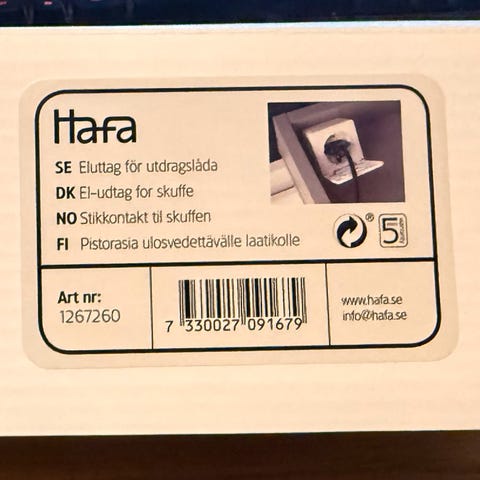 Hafa
SE Eluttag för utdragslåda
DK El-udtag for skuffe
NO Stikkontakt til skuffen
FI Pistorasia ulosvedettävälle laatikolle
® 5
Art nr:
1267260
7 330027 091679
www.hafa.se
info@hafa.se